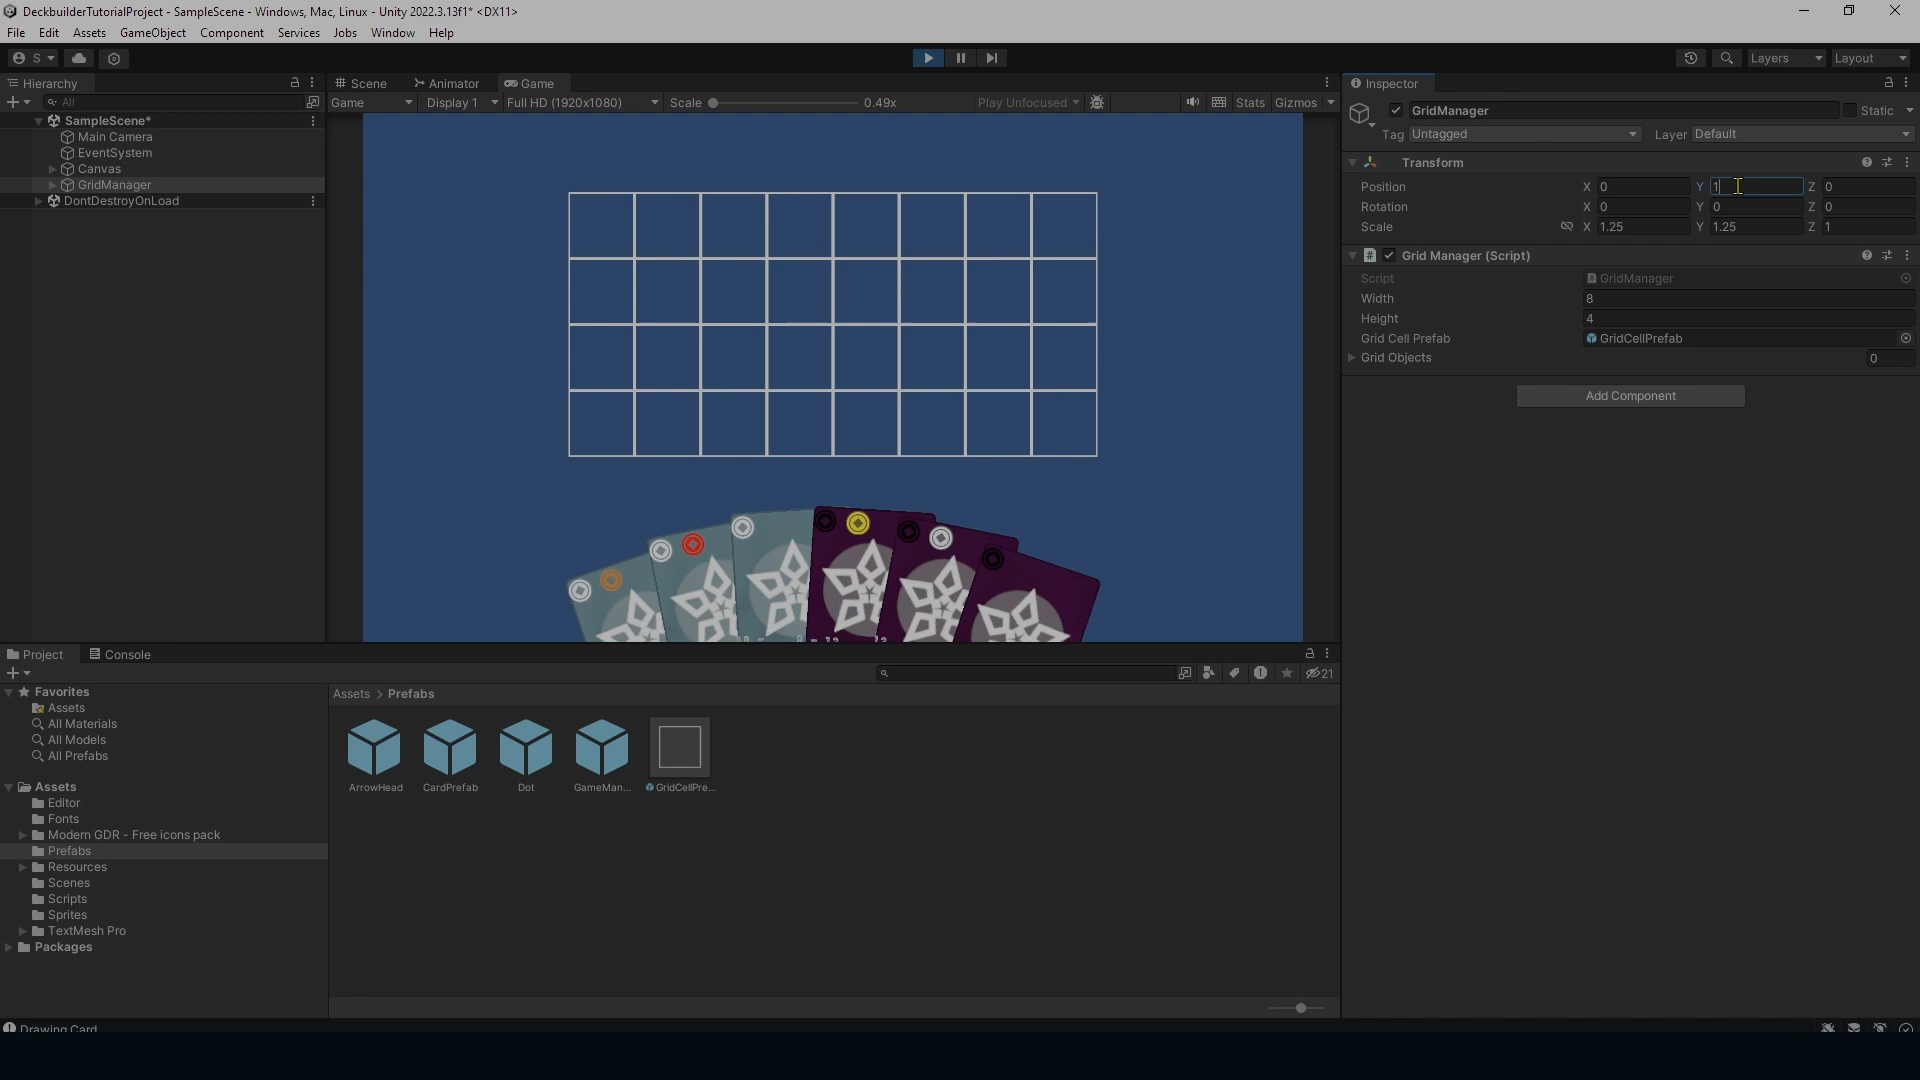 DeckbuilderTutorialProject - SampleScene - Windows, Mac, Linux - Unity 2022.3.13f1* <DX11>
File Edit Assets GameObject Component Services Jobs Window Help
S Layers Layout
Hierarchy
All
SampleScene*
Main Camera
EventSystem
Canvas
GridManager
DontDestroyOnLoad
Scene Animator Game
Game Display 1 Full HD (1920x1080) Scale 0.49x Play Unfocused Stats Gizmos
Inspector
GridManager Static
Tag Untagged Layer Default
Transform
Position X 0 Y 1 Z 0
Rotation X 0 Y 0 Z 0
Scale X 1.25 Y 1.25 Z 1
Grid Manager (Script)
Script GridManager
Width 8
Height 4
Grid Cell Prefab GridCellPrefab
Grid Objects 0
Add Component
Project Console
21
Favorites
Assets
All Materials
All Models
All Prefabs
Assets
Editor
Fonts
Modern GDR - Free icons pack
Prefabs
Resources
Scenes
Scripts
Sprites
TextMesh Pro
Packages
Assets > Prefabs
ArrowHead CardPrefab Dot GameMan... GridCellPre...
Drawing Card